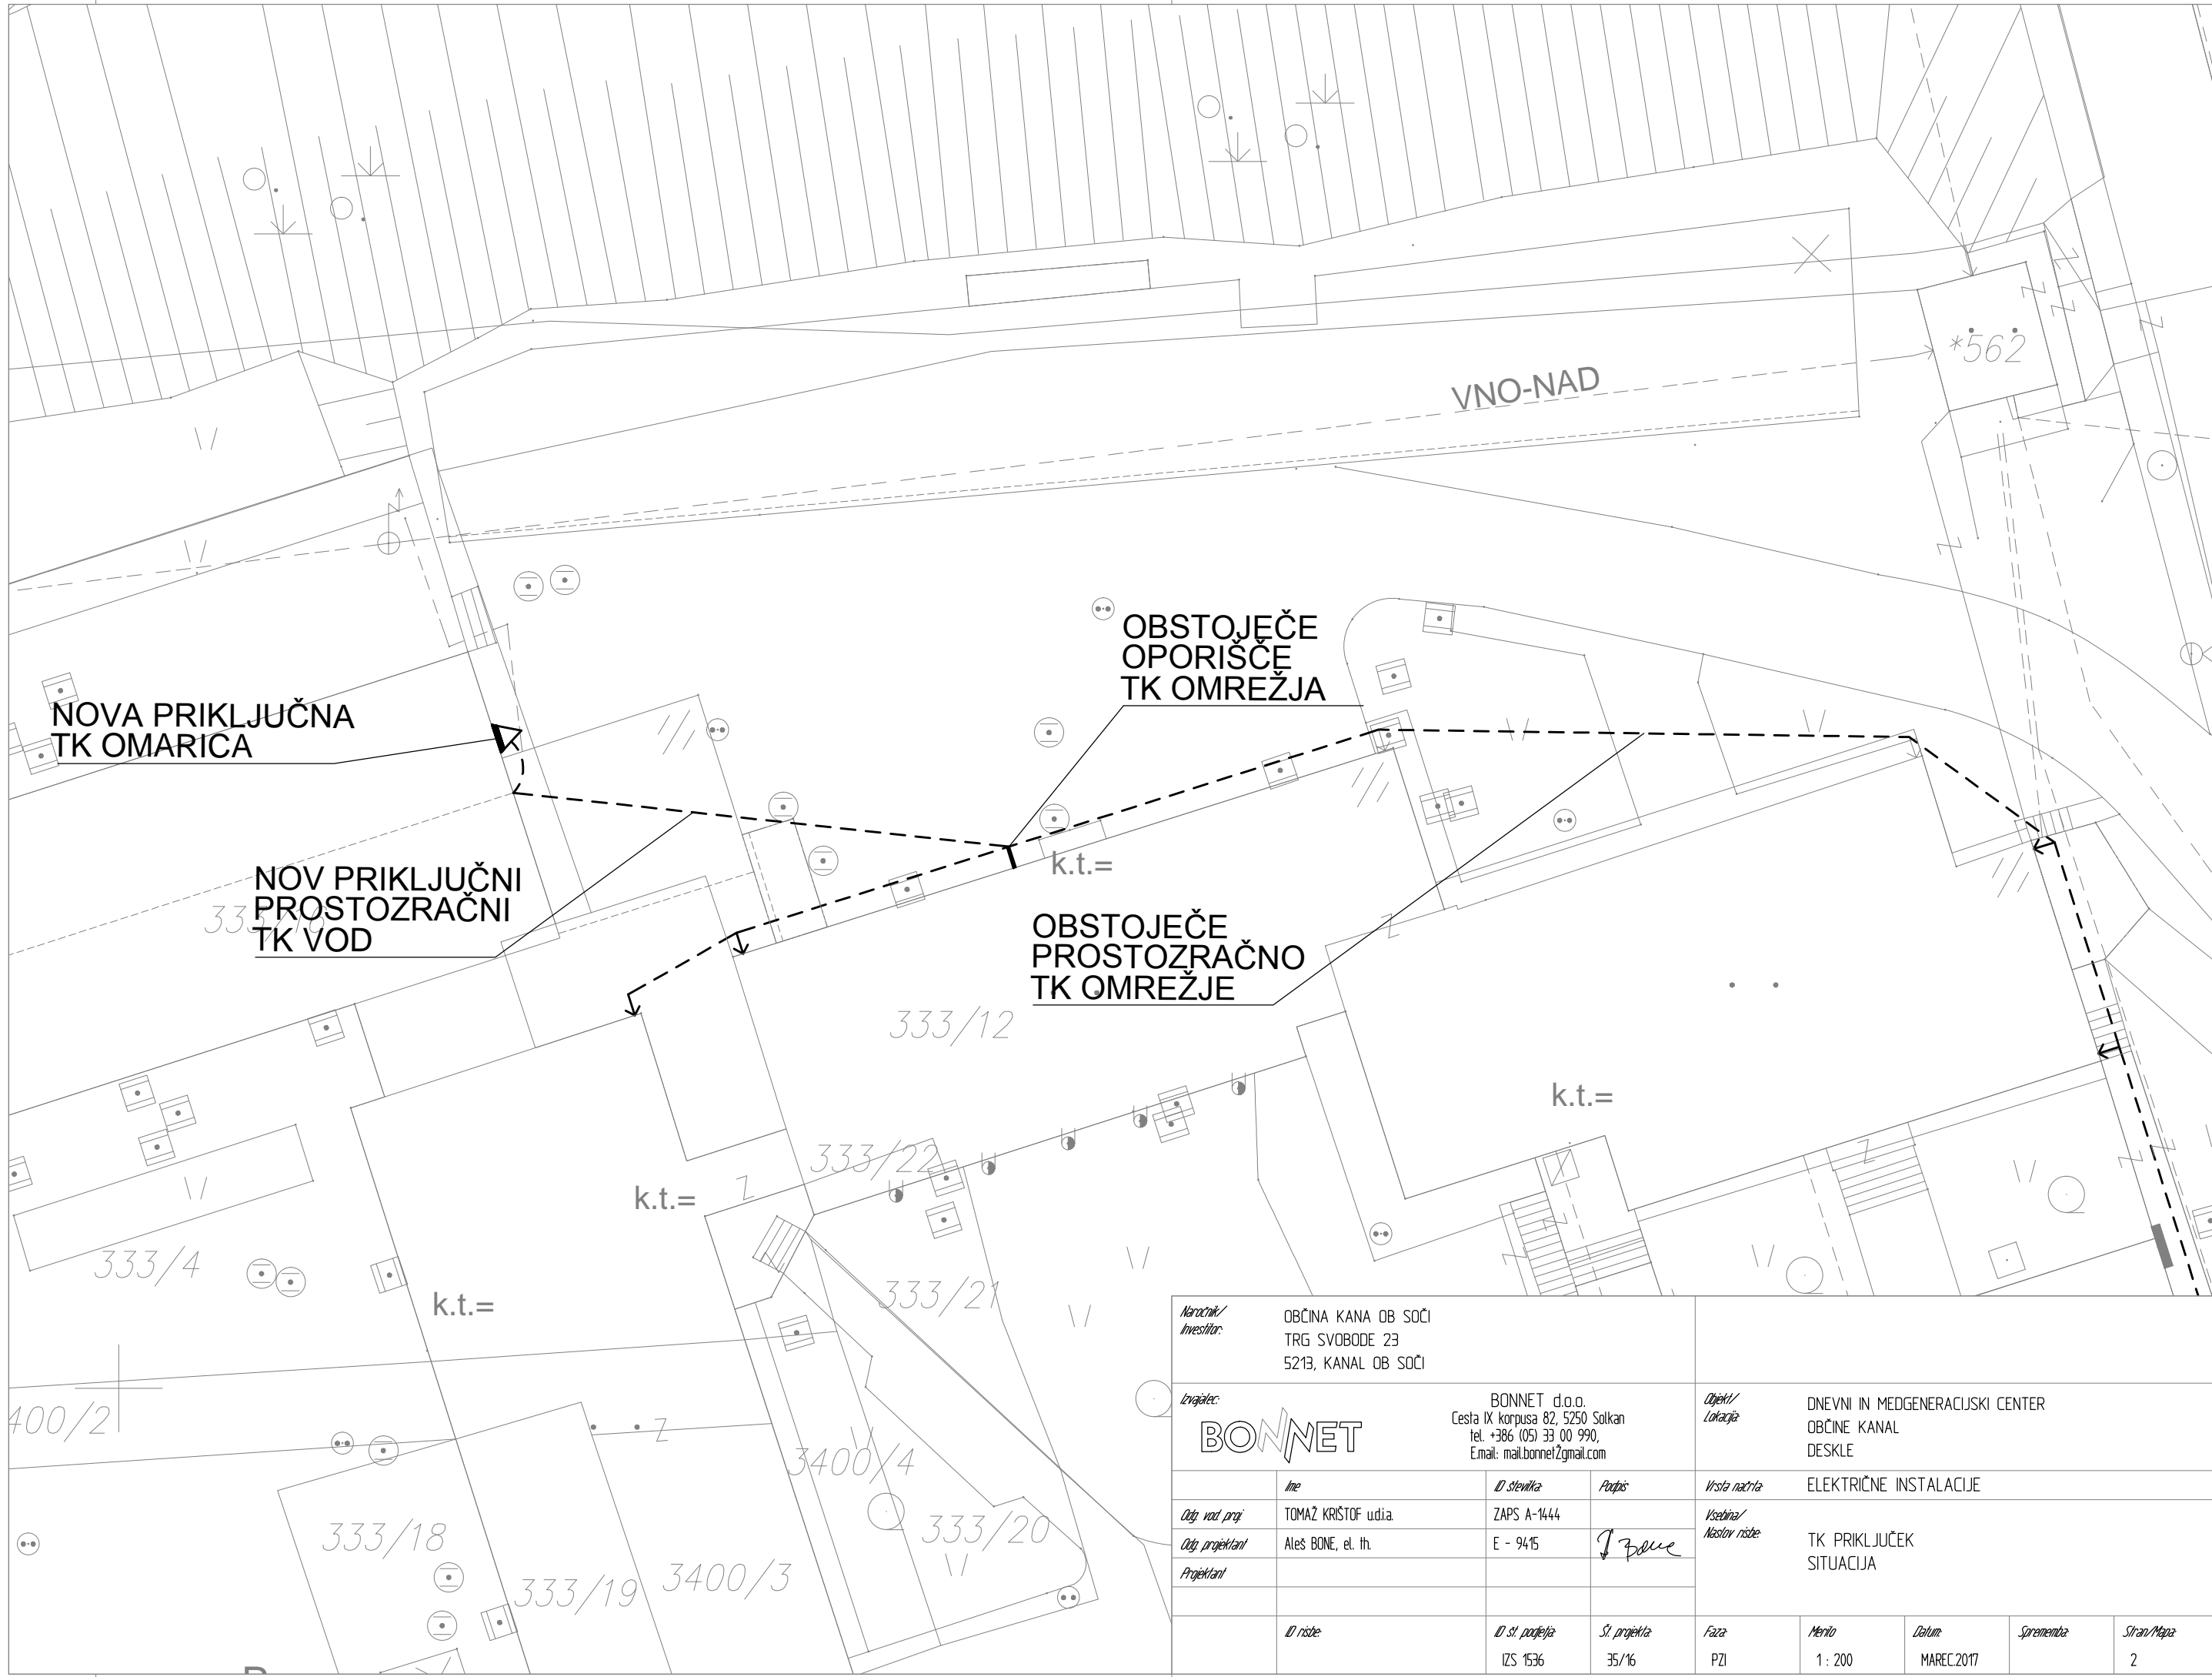 *562
VNO-NAD
OBSTOJEČE
OPORIŠČE
TK OMREŽJA
NOVA PRIKLJUČNA
TK OMARICA
k.t.=
NOV PRIKLJUČNI
PROSTOZRAČNI
TK VOD
OBSTOJEČE
PROSTOZRAČNO
TK OMREŽJE
333/12
k.t.=
333/22
k.t.=
333/4
333/21
k.t.=
400/2
3400/4
333/18
333/20
333/19
3400/3
Naročnik/
Investitor:
OBČINA KANA OB SOČI
TRG SVOBODE 23
5213, KANAL OB SOČI
Izvajalec:
BONNET
BONNET d.o.o.
Cesta IX korpusa 82, 5250 Solkan
tel. +386 (05) 33 00 990,
E.mail: mail.bonnet2gmail.com
Objekt/
Lokacija:
DNEVNI IN MEDGENERACIJSKI CENTER
OBČINE KANAL
DESKLE
Ime
ID številka:
Podpis:
Vrsta načrta:
ELEKTRIČNE INSTALACIJE
Odg. vod. proj.
TOMAŽ KRIŠTOF u.d.i.a.
ZAPS A-1444
Vsebina/
Naslov risbe:
TK PRIKLJUČEK
SITUACIJA
Odg. projektant
Aleš BONE, el. th.
E - 9415
Bone
Projektant
ID risbe:
ID št. podjetja:
IZS 1536
Št. projekta:
35/16
Faza:
PZI
Merilo
1 : 200
Datum:
MAREC.2017
Sprememba:
Stran/Mapa:
2